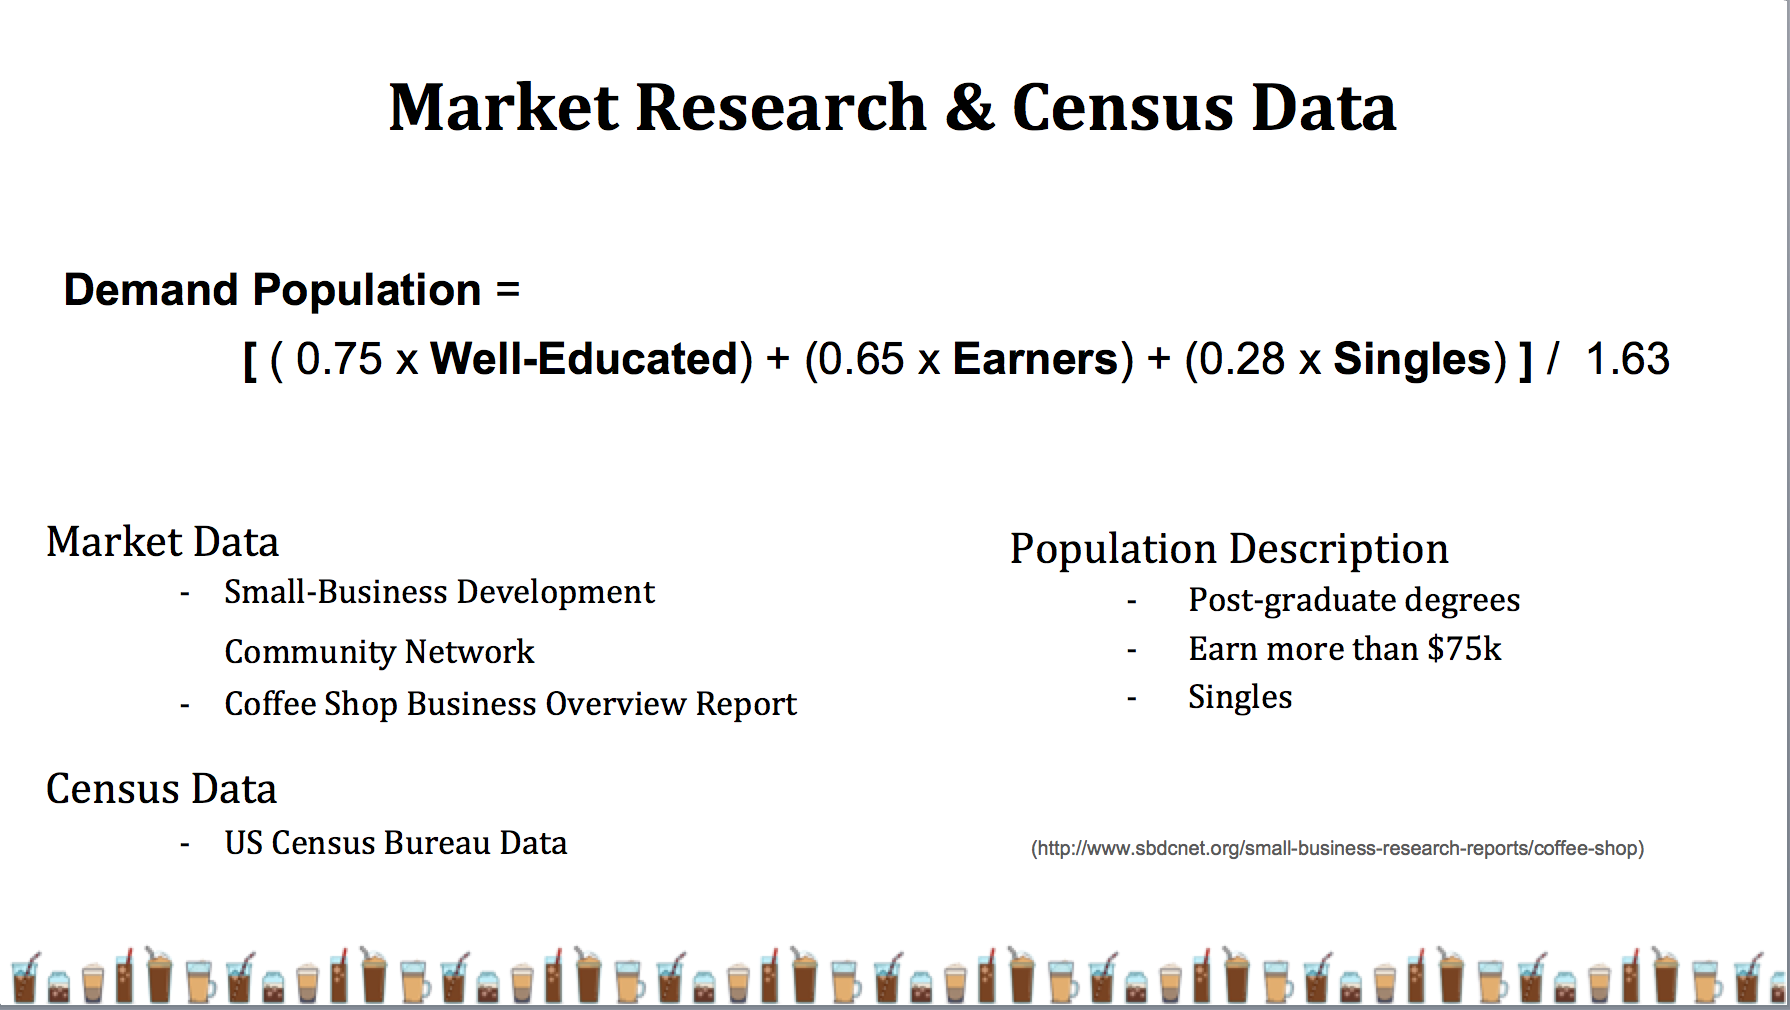 Market Research & Census Data
Demand Population =
[ ( 0.75 x Well-Educated) + (0.65 x Earners) + (0.28 x Singles) ] / 1.63
Market Data
- Small-Business Development
Community Network
- Coffee Shop Business Overview Report
Census Data
- US Census Bureau Data
Population Description
- Post-graduate degrees
- Earn more than $75k
- Singles
(http://www.sbdcnet.org/small-business-research-reports/coffee-shop)